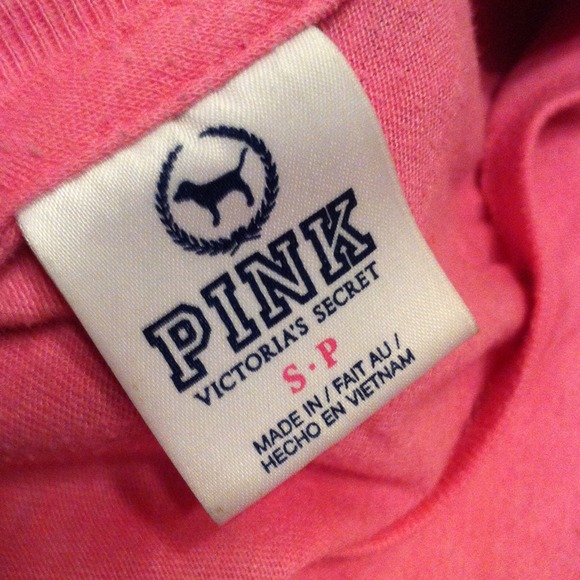 PINK
VICTORIA'S SECRET
S·P
MADE IN / FAIT AU /
HECHO EN VIETNAM